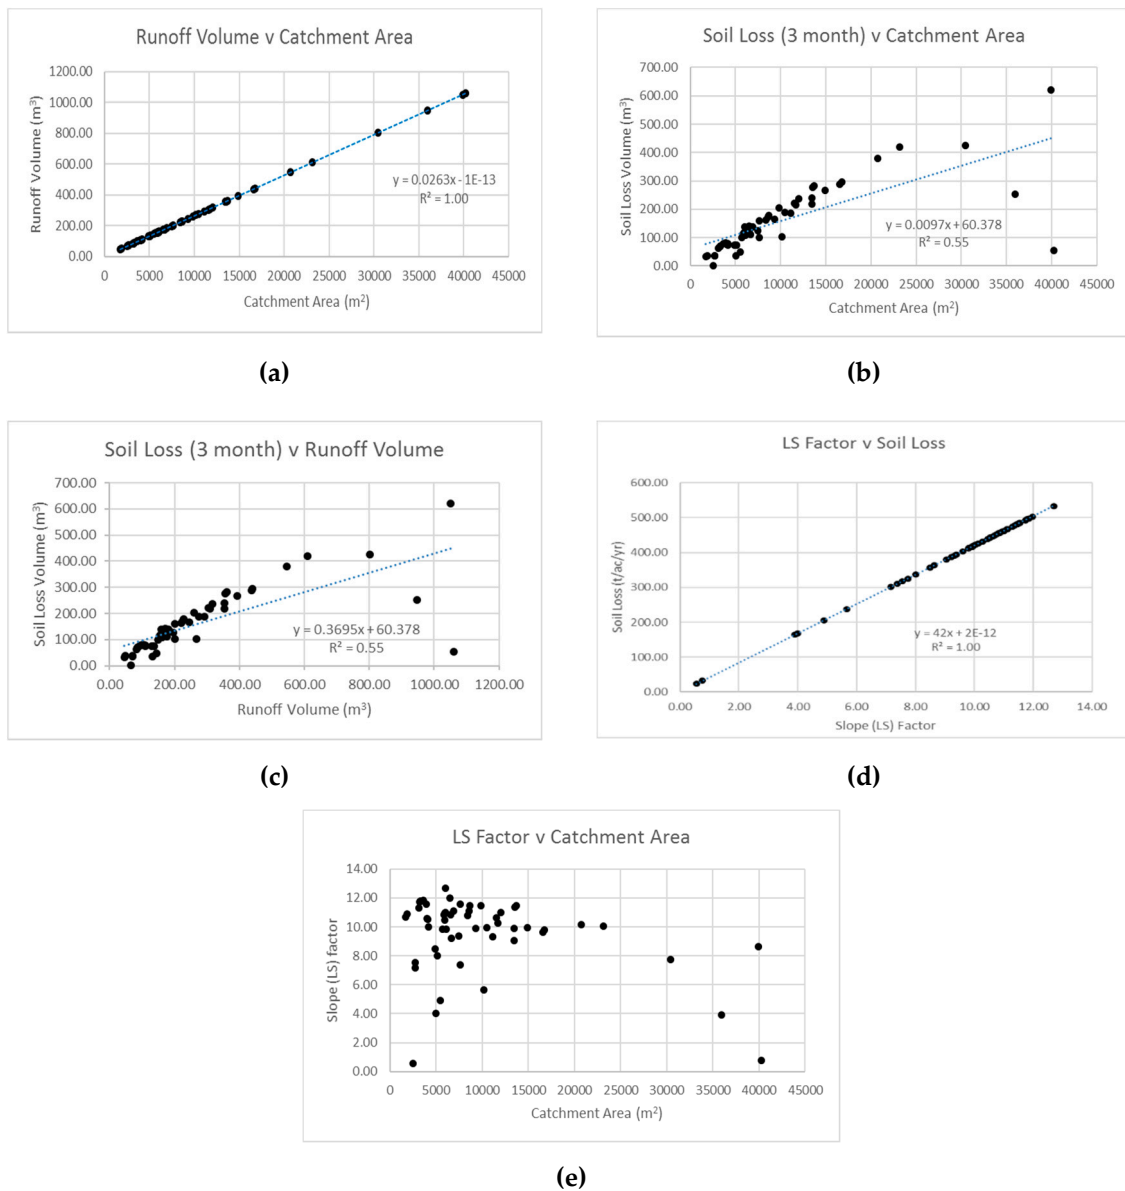 Runoff Volume v Catchment Area
Runoff Volume (m³)
1200.00
1000.00
800.00
600.00
400.00
200.00
0.00
y = 0.0263x - 1E-13
R² = 1.00
0 5000 10000 15000 20000 25000 30000 35000 40000 45000
Catchment Area (m²)
(a)
Soil Loss (3 month) v Catchment Area
Soil Loss Volume (m³)
700.00
600.00
500.00
400.00
300.00
200.00
100.00
0.00
y = 0.0097x + 60.378
R² = 0.55
0 5000 10000 15000 20000 25000 30000 35000 40000 45000
Catchment Area (m²)
(b)
Soil Loss (3 month) v Runoff Volume
Soil Loss Volume (m³)
700.00
600.00
500.00
400.00
300.00
200.00
100.00
0.00
y = 0.3695x + 60.378
R² = 0.55
0.00 200.00 400.00 600.00 800.00 1000.00 1200.00
Runoff Volume (m³)
(c)
LS Factor v Soil Loss
Soil Loss (t/ac/yr)
600.00
500.00
400.00
300.00
200.00
100.00
0.00
y = 42x + 2E-12
R² = 1.00
0.00 2.00 4.00 6.00 8.00 10.00 12.00 14.00
Slope (LS) Factor
(d)
LS Factor v Catchment Area
Slope (LS) factor
14.00
12.00
10.00
8.00
6.00
4.00
2.00
0.00
0 5000 10000 15000 20000 25000 30000 35000 40000 45000
Catchment Area (m²)
(e)